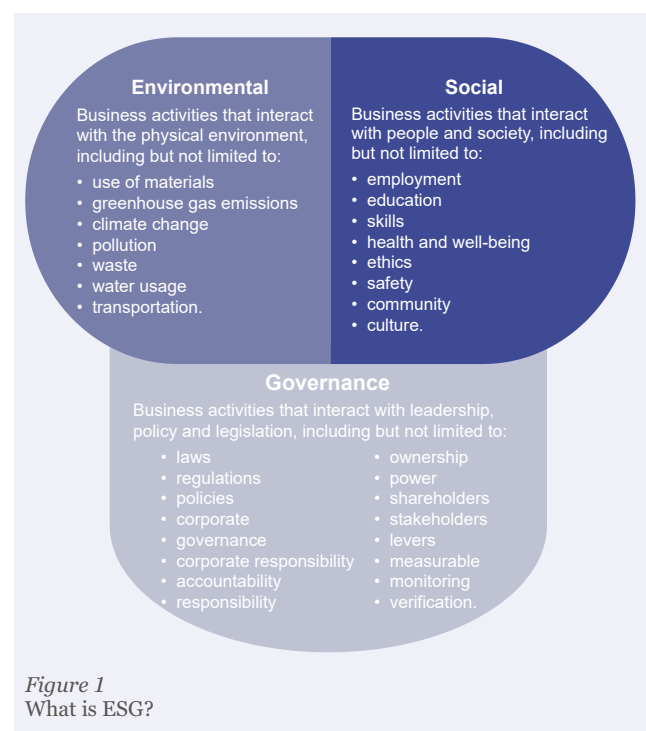 Environmental
Business activities that interact
with the physical environment,
including but not limited to:
• use of materials
• greenhouse gas emissions
• climate change
• pollution
• waste
• water usage
• transportation.
Social
Business activities that interact
with people and society, including
but not limited to:
• employment
• education
• skills
• health and well-being
• ethics
• safety
• community
• culture.
Governance
Business activities that interact with leadership,
policy and legislation, including but not limited to:
• laws
• regulations
• policies
• corporate
• governance
• corporate responsibility
• accountability
• responsibility
• ownership
• power
• shareholders
• stakeholders
• levers
• measurable
• monitoring
• verification.
Figure 1
What is ESG?